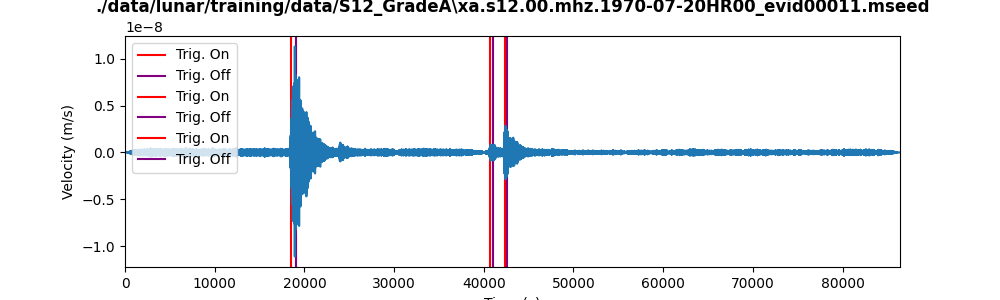 ./data/lunar/training/data/S12_GradeA\xa.s12.00.mhz.1970-07-20HR00_evid00011.mseed
1e−8
Trig. On
Trig. Off
Trig. On
Trig. Off
Trig. On
Trig. Off
1.0
0.5
0.0
−0.5
−1.0
Velocity (m/s)
0 10000 20000 30000 40000 50000 60000 70000 80000
Time (s)